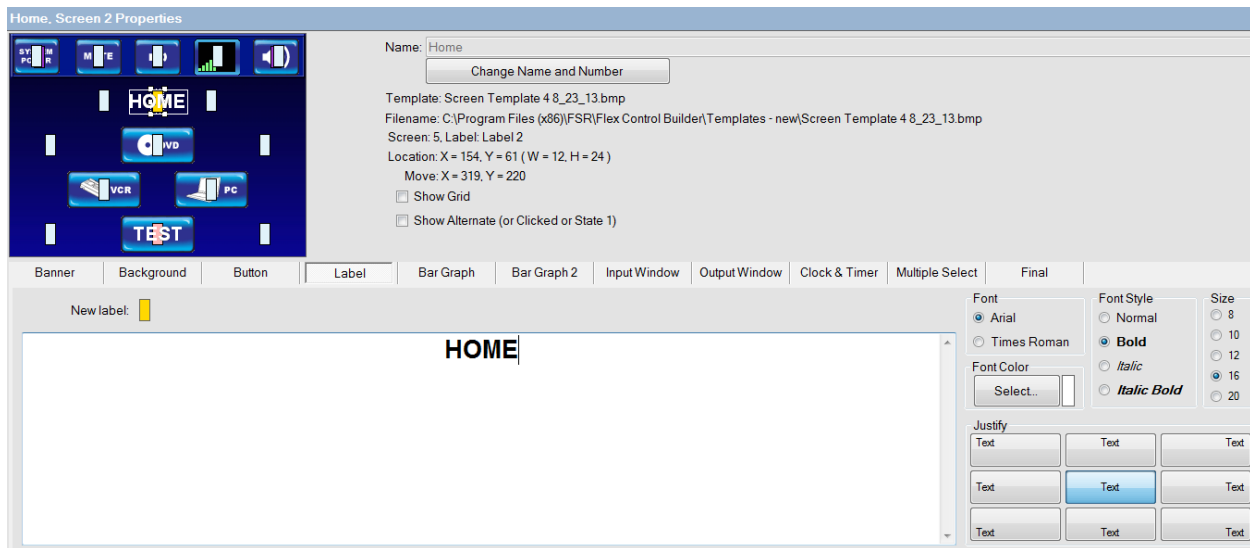 Home, Screen 2 Properties
HOME
DVD
VCR
PC
TEST
Name: Home
Change Name and Number
Template: Screen Template 4 8_23_13.bmp
Filename: C:\Program Files (x86)\FSR\Flex Control Builder\Templates - new\Screen Template 4 8_23_13.bmp
Screen: 5, Label: Label 2
Location: X = 154, Y = 61 ( W = 12, H = 24 )
Move: X = 319, Y = 220
Show Grid
Show Alternate (or Clicked or State 1)
Banner Background Button Label Bar Graph Bar Graph 2 Input Window Output Window Clock & Timer Multiple Select Final
New label:
HOME
Font
Arial
Times Roman
Font Color
Select...
Font Style
Normal
Bold
Italic
Italic Bold
Size
8
10
12
16
20
Justify
Text Text Text
Text Text Text
Text Text Text